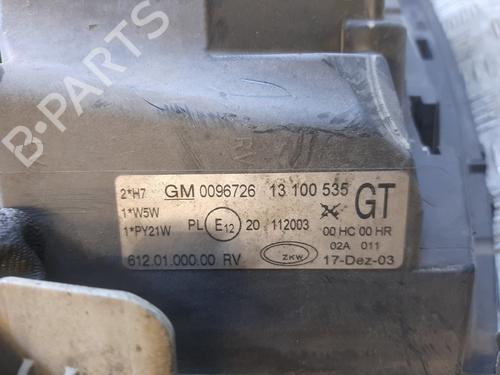 B-PARTS
2*H7 GM 0096726 13 100 535 GT
1*W5W
1*PY21W PL E12 20 112003 00 HC 00 HR
02A 011
612.01.000.00 RV ZKW 17-Dez-03